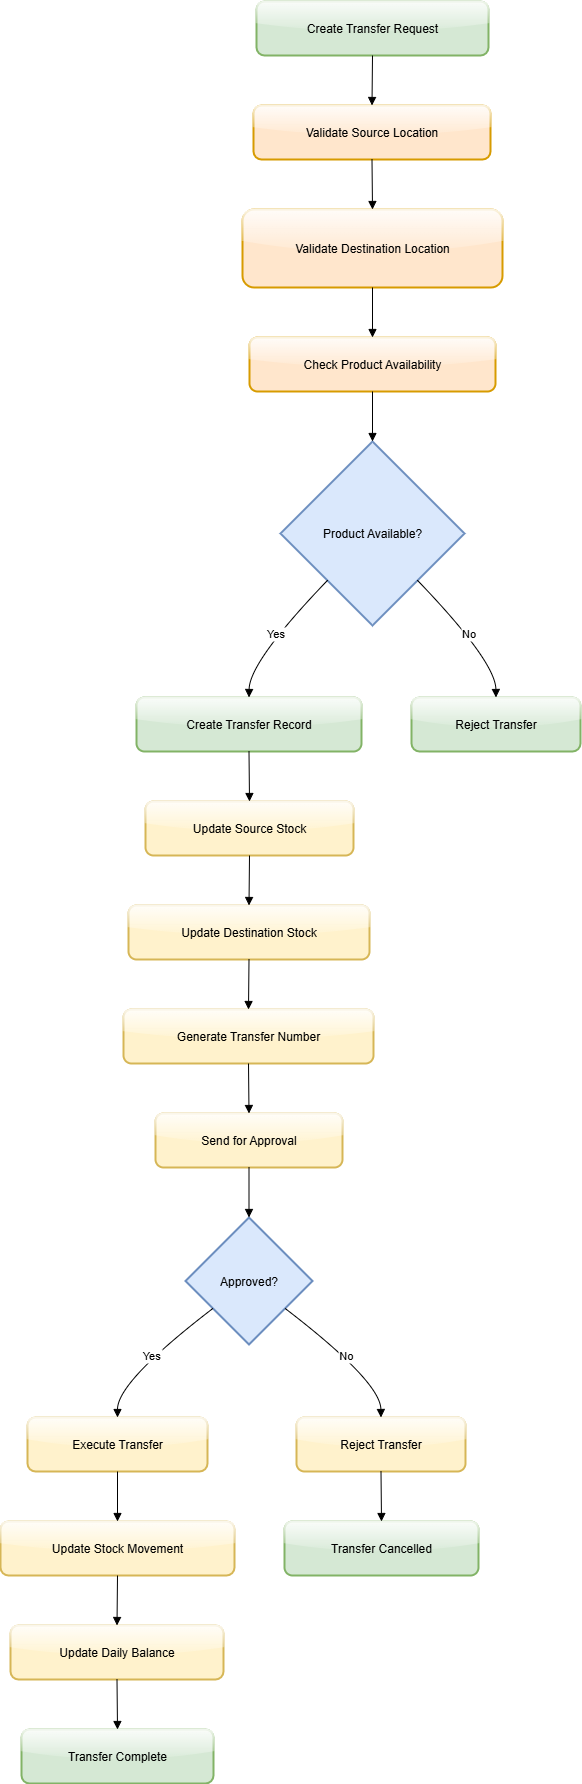 Create Transfer Request
Validate Source Location
Validate Destination Location
Check Product Availability
Product Available?
Yes
No
Create Transfer Record
Reject Transfer
Update Source Stock
Update Destination Stock
Generate Transfer Number
Send for Approval
Approved?
Yes
No
Execute Transfer
Reject Transfer
Update Stock Movement
Transfer Cancelled
Update Daily Balance
Transfer Complete